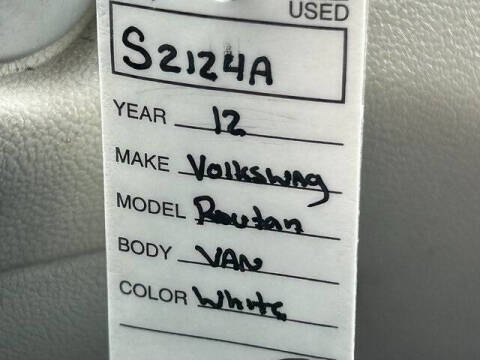 USED
S2124A
YEAR 12
MAKE Volkswag
MODEL Routan
BODY VAN
COLOR White